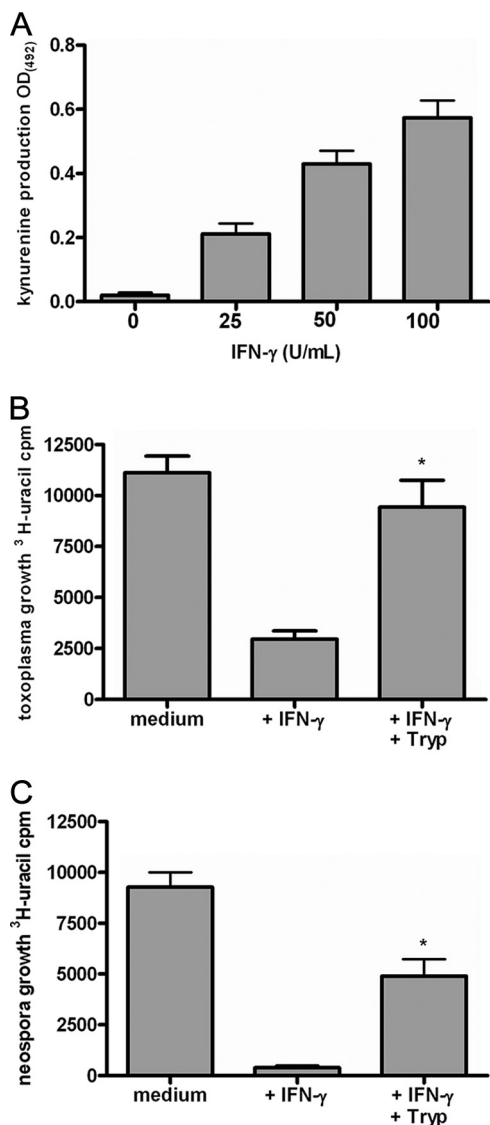 A
kynurenine production OD(492)
0.8
0.6
0.4
0.2
0.0
0 25 50 100
IFN-γ (U/mL)
B
toxoplasma growth ³ H-uracil cpm
12500
10000
7500
5000
2500
0
*
medium + IFN-γ + IFN-γ
+ Tryp
C
neospora growth ³H-uracil cpm
12500
10000
7500
5000
2500
0
*
medium + IFN-γ + IFN-γ
+ Tryp